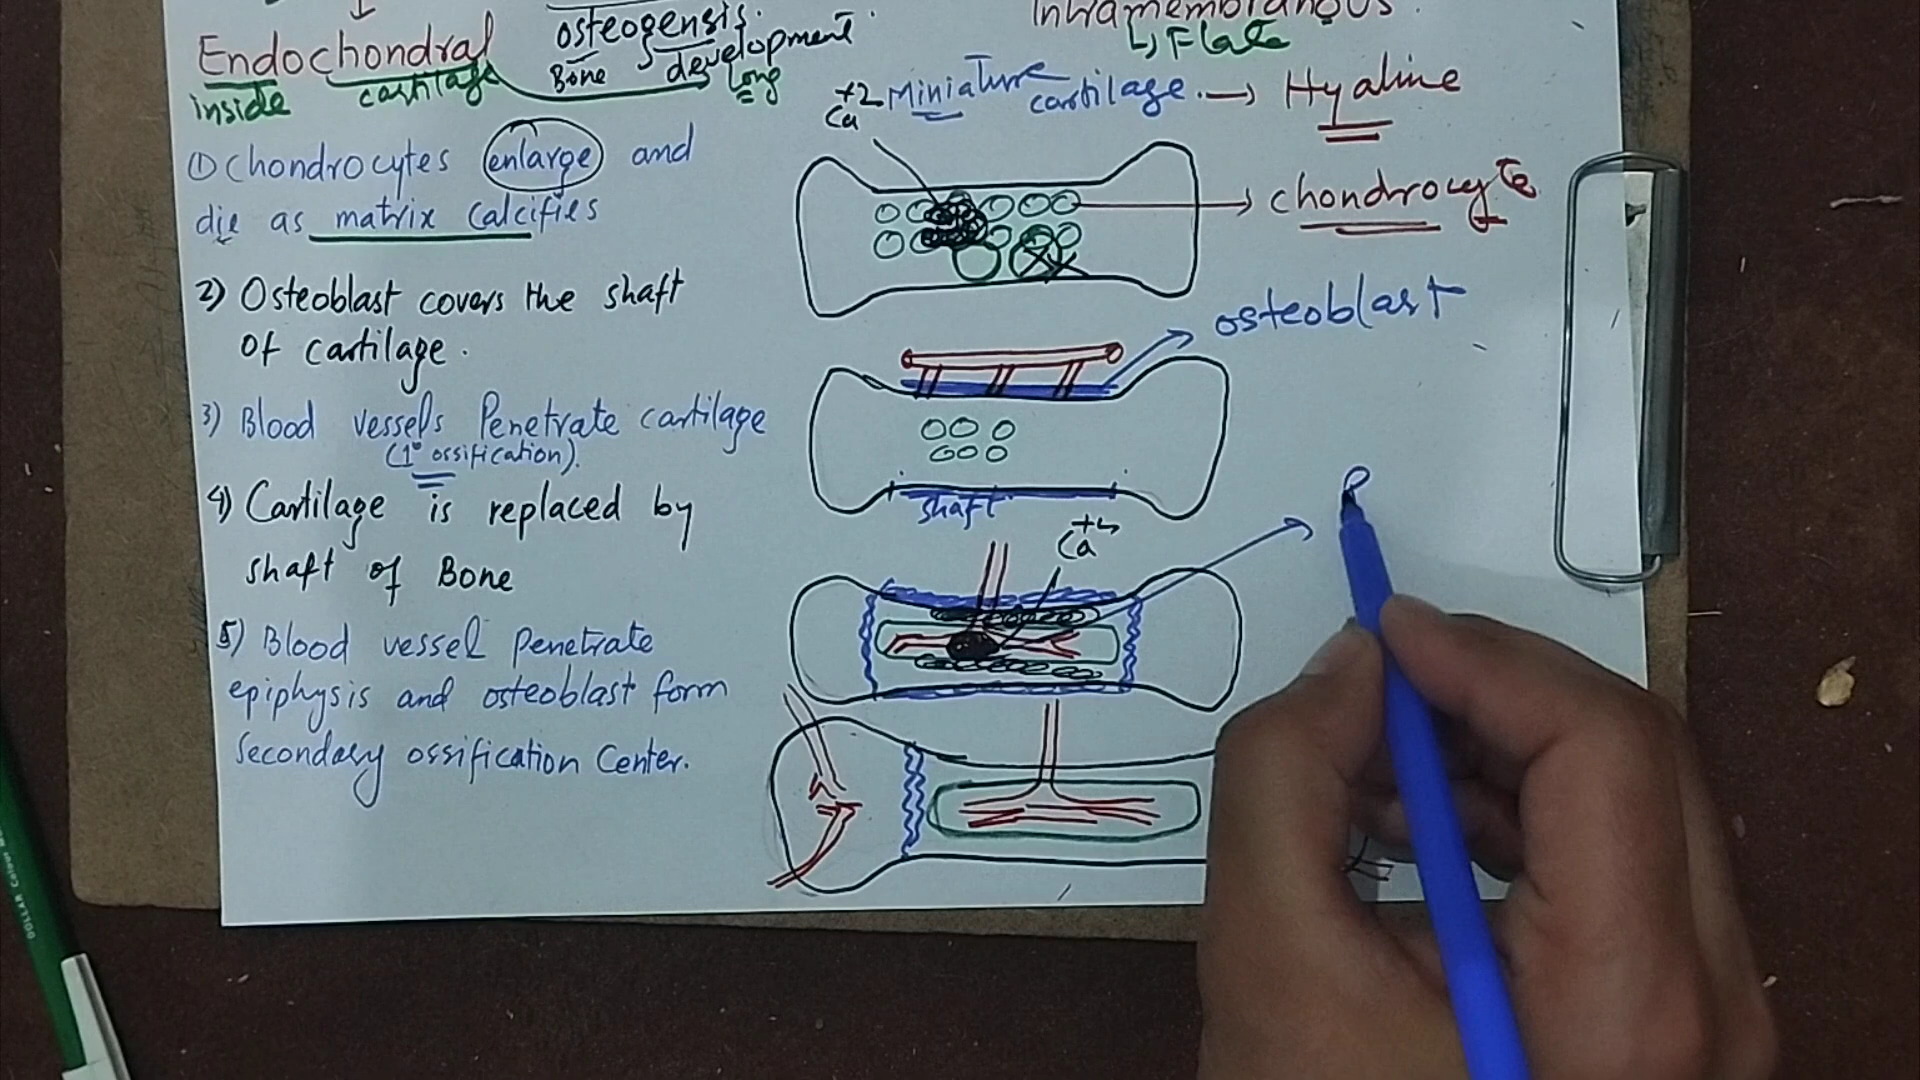 Endochondral
inside
cartilage
osteogensis.
Bone
development.
Long
Intramembranous.
↳ Flate
Ca+2
Miniature cartilage. → Hyaline
① Chondrocytes enlarge and
die as matrix calcifies
chondrocyte
2) Osteoblast covers the shaft
Of cartilage.
osteoblast
3) Blood vessels Penetrate cartilage
(1° ossification).
shaft
4) Cartilage is replaced by
shaft of Bone
Ca
P
5) Blood vessel penetrate
epiphysis and osteoblast form
Secondary ossification Center.
DOLLAR